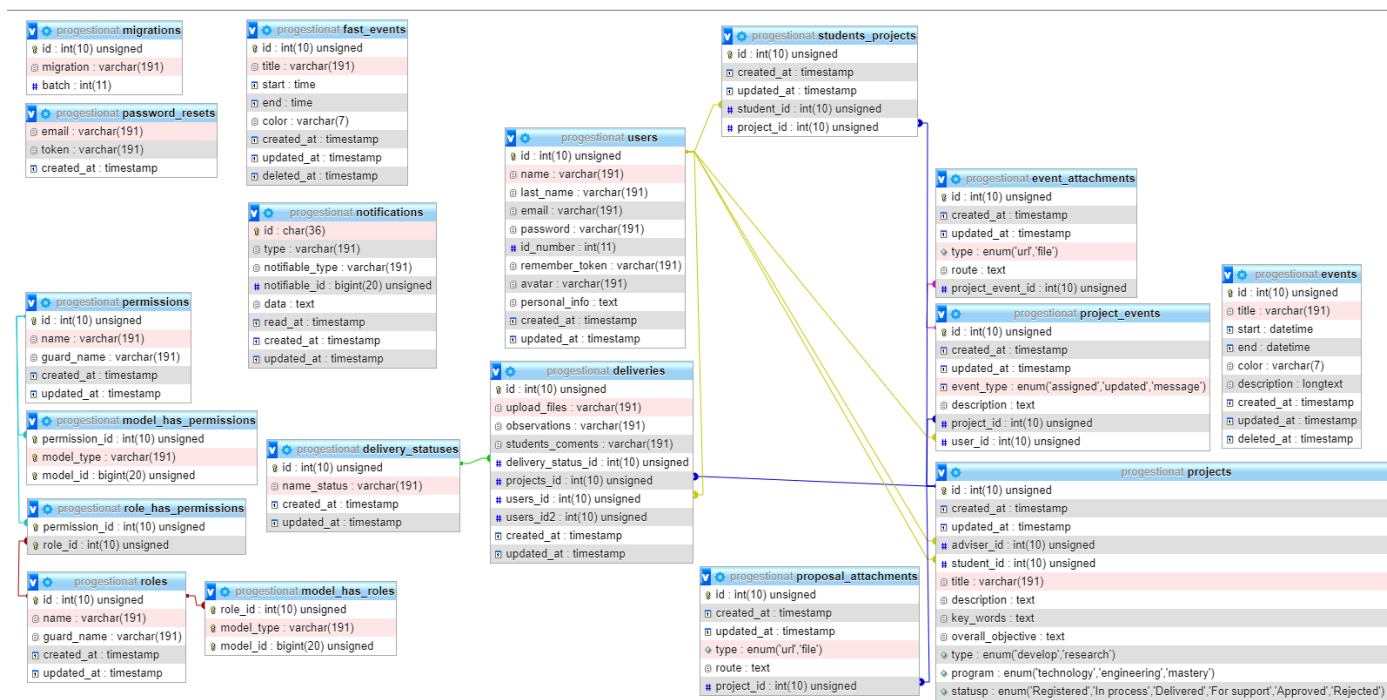 progestionat migrations
id : int(10) unsigned
migration : varchar(191)
batch : int(11)
progestionat password_resets
email : varchar(191)
token : varchar(191)
created_at : timestamp
progestionat fast_events
id : int(10) unsigned
title : varchar(191)
start : time
end : time
color : varchar(7)
created_at : timestamp
updated_at : timestamp
deleted_at : timestamp
progestionat notifications
id : char(36)
type : varchar(191)
notifiable_type : varchar(191)
notifiable_id : bigint(20) unsigned
data : text
read_at : timestamp
created_at : timestamp
updated_at : timestamp
progestionat permissions
id : int(10) unsigned
name : varchar(191)
guard_name : varchar(191)
created_at : timestamp
updated_at : timestamp
progestionat model_has_permissions
permission_id : int(10) unsigned
model_type : varchar(191)
model_id : bigint(20) unsigned
progestionat role_has_permissions
permission_id : int(10) unsigned
role_id : int(10) unsigned
progestionat roles
id : int(10) unsigned
name : varchar(191)
guard_name : varchar(191)
created_at : timestamp
updated_at : timestamp
progestionat model_has_roles
role_id : int(10) unsigned
model_type : varchar(191)
model_id : bigint(20) unsigned
progestionat delivery_statuses
id : int(10) unsigned
name_status : varchar(191)
created_at : timestamp
updated_at : timestamp
progestionat users
id : int(10) unsigned
name : varchar(191)
last_name : varchar(191)
email : varchar(191)
password : varchar(191)
id_number : int(11)
remember_token : varchar(191)
avatar : varchar(191)
personal_info : text
created_at : timestamp
updated_at : timestamp
progestionat deliveries
id : int(10) unsigned
upload_files : varchar(191)
observations : varchar(191)
students_coments : varchar(191)
delivery_status_id : int(10) unsigned
projects_id : int(10) unsigned
users_id : int(10) unsigned
users_id2 : int(10) unsigned
created_at : timestamp
updated_at : timestamp
progestionat students_projects
id : int(10) unsigned
created_at : timestamp
updated_at : timestamp
student_id : int(10) unsigned
project_id : int(10) unsigned
progestionat proposal_attachments
id : int(10) unsigned
created_at : timestamp
updated_at : timestamp
type : enum('url','file')
route : text
project_id : int(10) unsigned
progestionat event_attachments
id : int(10) unsigned
created_at : timestamp
updated_at : timestamp
type : enum('url','file')
route : text
project_event_id : int(10) unsigned
progestionat project_events
id : int(10) unsigned
created_at : timestamp
updated_at : timestamp
event_type : enum('assigned','updated','message')
description : text
project_id : int(10) unsigned
user_id : int(10) unsigned
progestionat events
id : int(10) unsigned
title : varchar(191)
start : datetime
end : datetime
color : varchar(7)
description : longtext
created_at : timestamp
updated_at : timestamp
deleted_at : timestamp
progestionat projects
id : int(10) unsigned
created_at : timestamp
updated_at : timestamp
adviser_id : int(10) unsigned
student_id : int(10) unsigned
title : varchar(191)
description : text
key_words : text
overall_objective : text
type : enum('develop','research')
program : enum('technology','engineering','mastery')
statusp : enum('Registered','In process','Delivered','For support','Approved','Rejected')